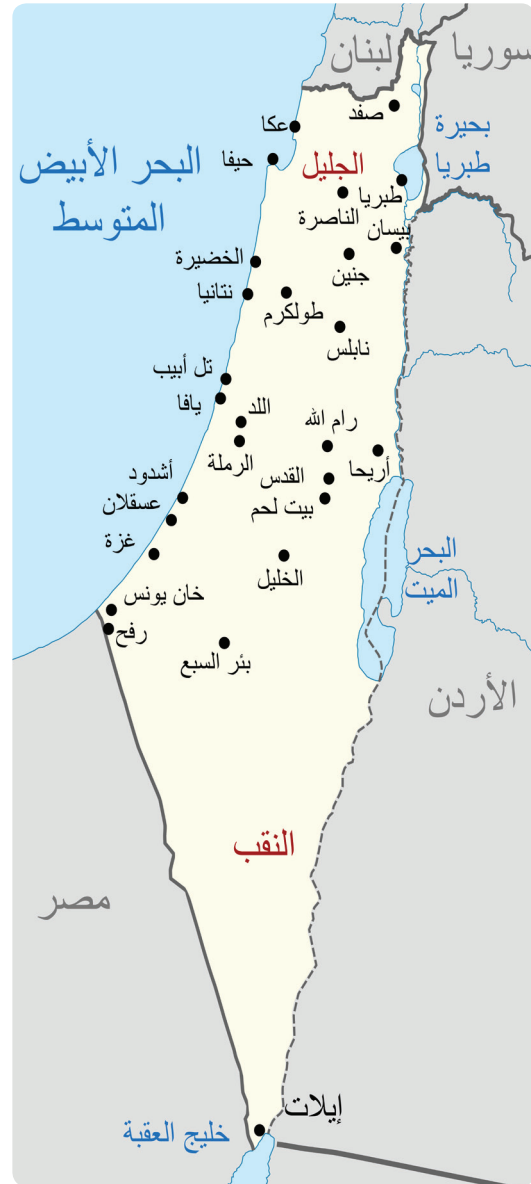 سوريا
لبنان
صفد
بحيرة
طبريا
عكا
حيفا
الجليل
البحر الأبيض
المتوسط
طبريا
الناصرة
بيسان
جنين
الخضيرة
نتانيا
طولكرم
نابلس
تل أبيب
يافا
اللد
رام الله
الرملة
أريحا
القدس
أشدود
بيت لحم
عسقلان
غزة
الخليل
البحر
الميت
خان يونس
رفح
بئر السبع
الأردن
النقب
مصر
إيلات
خليج العقبة